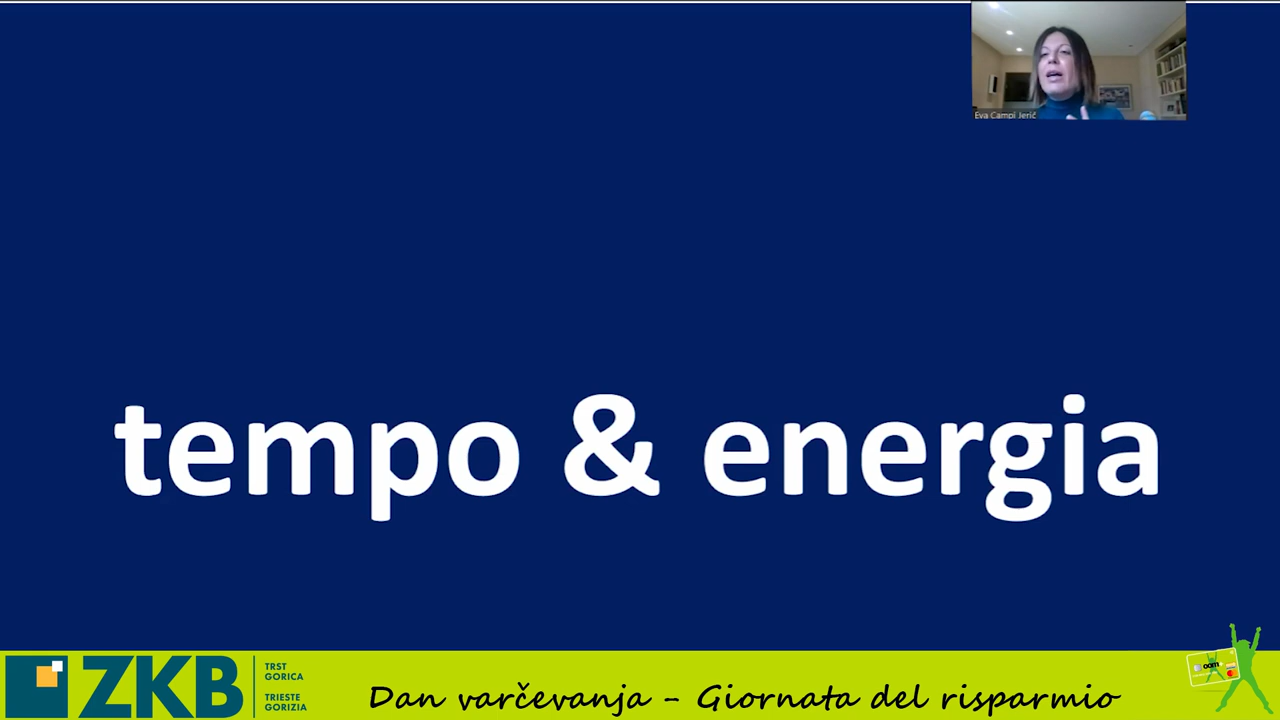 Eva Campi Jerič
tempo & energia
ZKB
TRST
GORICA
TRIESTE
GORIZIA
Dan varčevanja - Giornata del risparmio